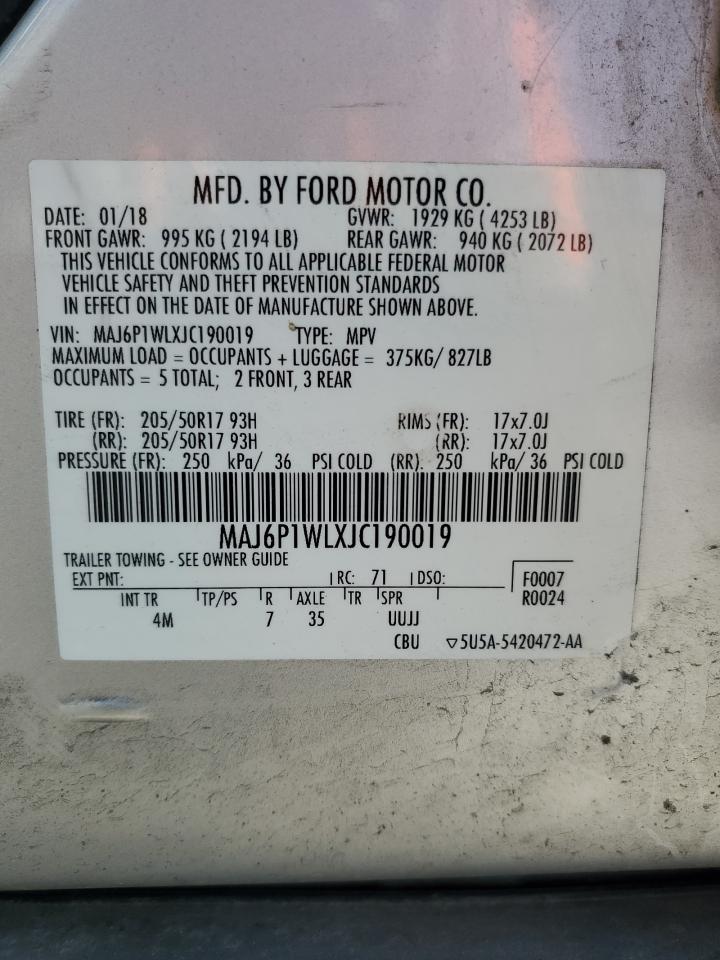 MFD. BY FORD MOTOR CO.
DATE: 01/18 GVWR: 1929 KG ( 4253 LB)
FRONT GAWR: 995 KG ( 2194 LB) REAR GAWR: 940 KG ( 2072 LB)
THIS VEHICLE CONFORMS TO ALL APPLICABLE FEDERAL MOTOR
VEHICLE SAFETY AND THEFT PREVENTION STANDARDS
IN EFFECT ON THE DATE OF MANUFACTURE SHOWN ABOVE.
VIN: MAJ6P1WLXJC190019 TYPE: MPV
MAXIMUM LOAD = OCCUPANTS + LUGGAGE = 375KG/ 827LB
OCCUPANTS = 5 TOTAL; 2 FRONT, 3 REAR
TIRE (FR): 205/50R17 93H RIMS (FR): 17x7.0J
(RR): 205/50R17 93H (RR): 17x7.0J
PRESSURE (FR): 250 kPa/ 36 PSI COLD (RR): 250 kPa/ 36 PSI COLD
MAJ6P1WLXJC190019
TRAILER TOWING - SEE OWNER GUIDE
EXT PNT: RC: 71 DSO: F0007
INT TR TP/PS R AXLE TR SPR R0024
4M 7 35 UUJJ
CBU ▽5U5A-5420472-AA